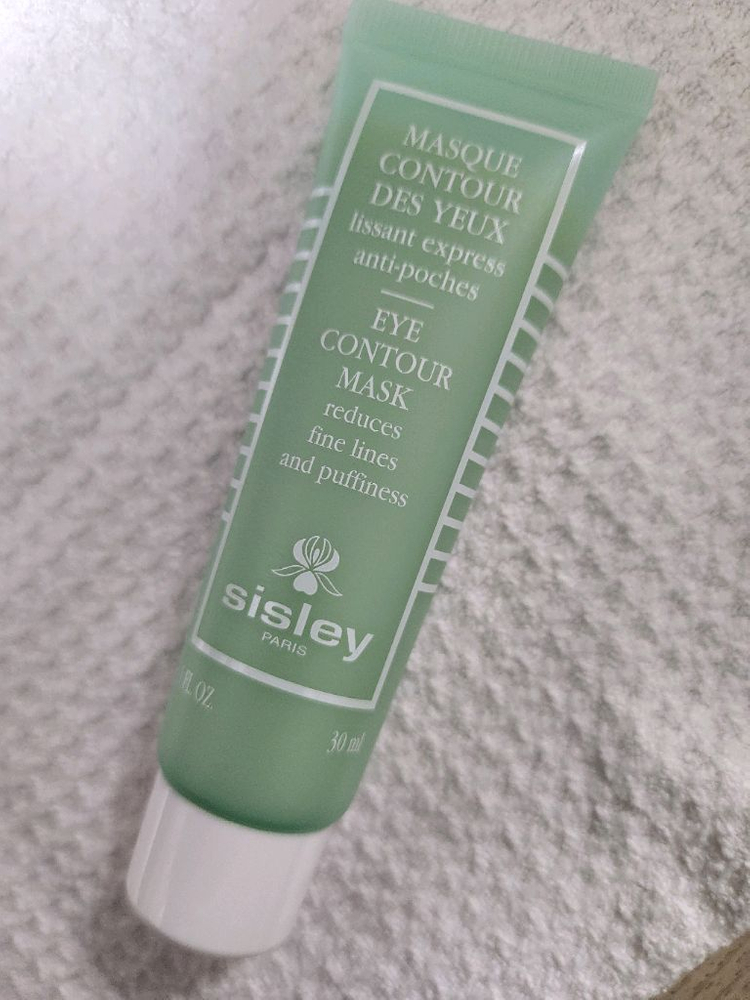 MASQUE
CONTOUR
DES YEUX
lissant express
anti-poches
EYE
CONTOUR
MASK
reduces
fine lines
and puffiness
sisley
PARIS
FL. OZ.
30 ml